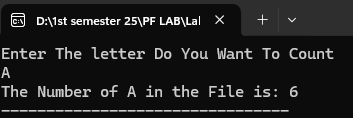 D:\1st semester 25\PF LAB\Lal
Enter The letter Do You Want To Count
A
The Number of A in the File is: 6
--------------------------------